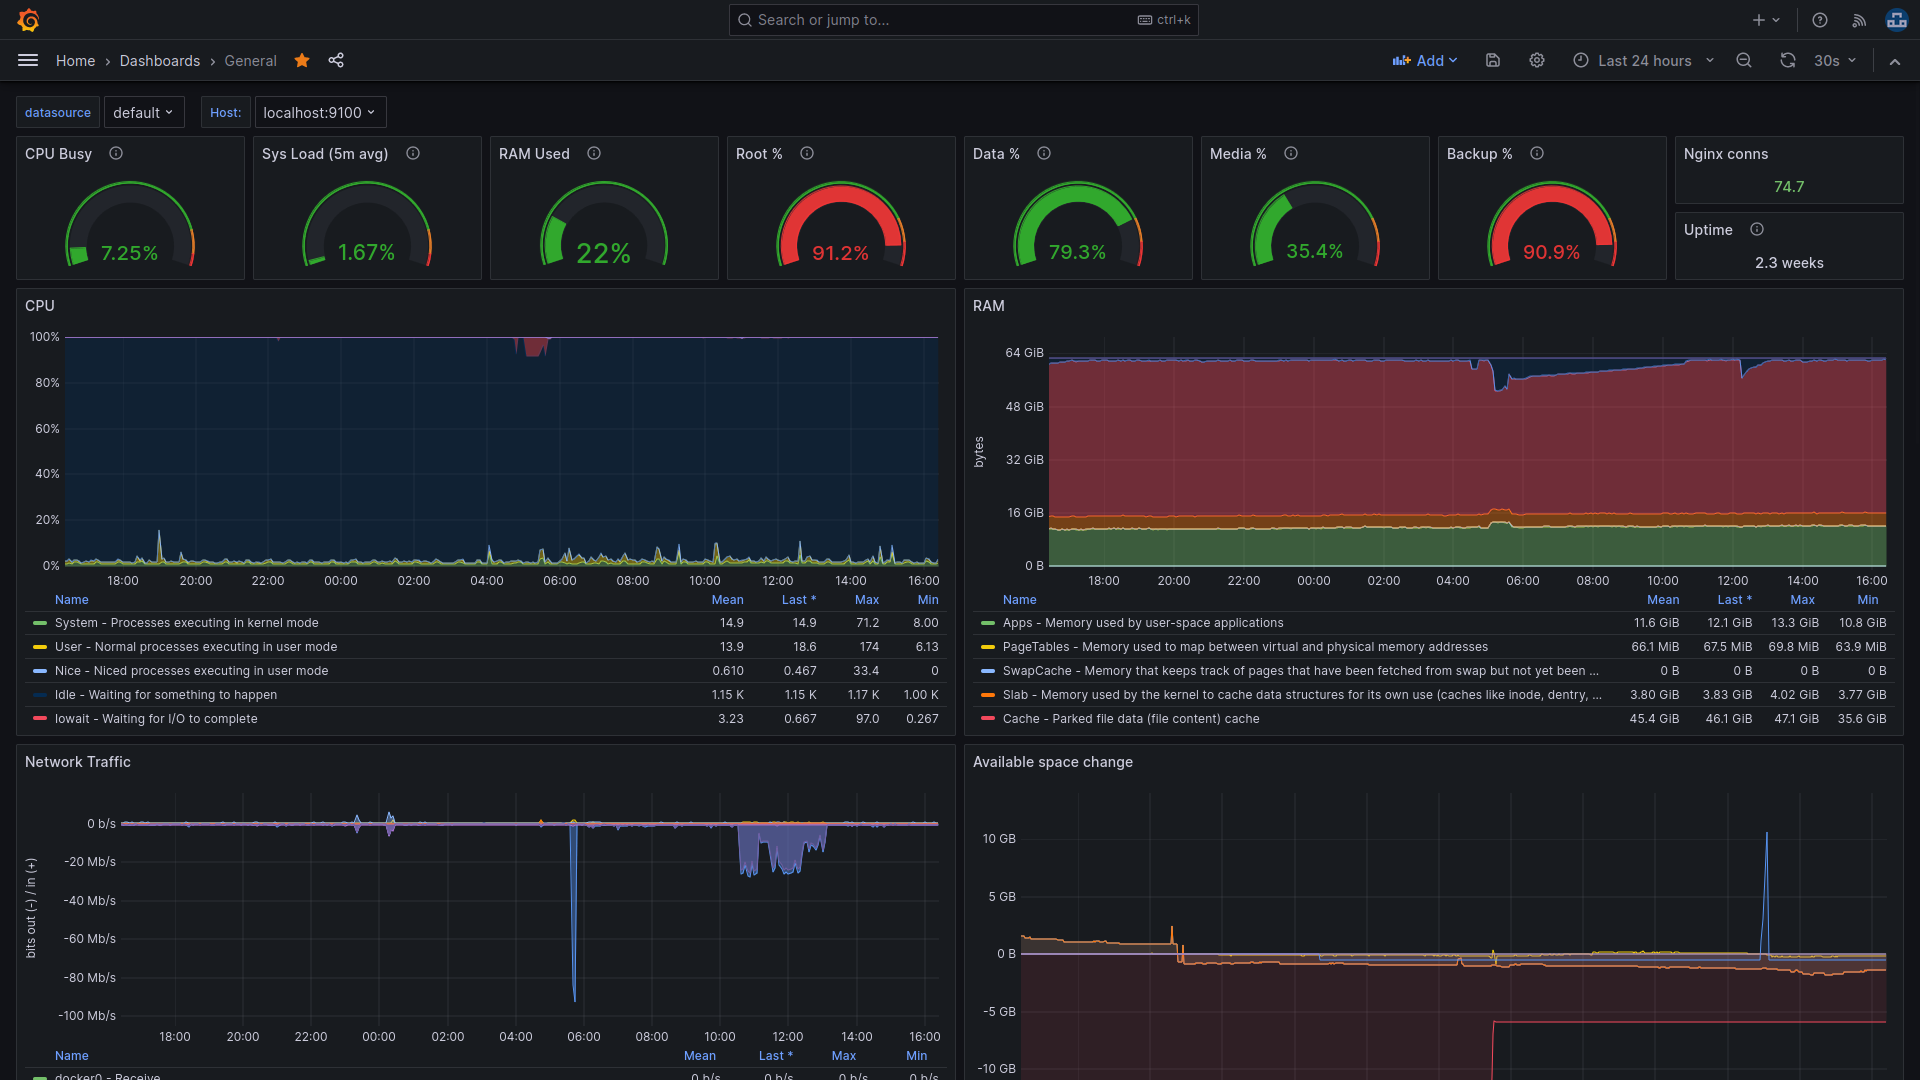 Search or jump to...
ctrl+k
Home › Dashboards › General
Add
Last 24 hours
30s
datasource
default
Host:
localhost:9100
CPU Busy
7.25%
Sys Load (5m avg)
1.67%
RAM Used
22%
Root %
91.2%
Data %
79.3%
Media %
35.4%
Backup %
90.9%
Nginx conns
74.7
Uptime
2.3 weeks
CPU
100%
80%
60%
40%
20%
0%
18:00 20:00 22:00 00:00 02:00 04:00 06:00 08:00 10:00 12:00 14:00 16:00
Name Mean Last * Max Min
System - Processes executing in kernel mode 14.9 14.9 71.2 8.00
User - Normal processes executing in user mode 13.9 18.6 174 6.13
Nice - Niced processes executing in user mode 0.610 0.467 33.4 0
Idle - Waiting for something to happen 1.15 K 1.15 K 1.17 K 1.00 K
Iowait - Waiting for I/O to complete 3.23 0.667 97.0 0.267
RAM
bytes
64 GiB
48 GiB
32 GiB
16 GiB
0 B
18:00 20:00 22:00 00:00 02:00 04:00 06:00 08:00 10:00 12:00 14:00 16:00
Name Mean Last * Max Min
Apps - Memory used by user-space applications 11.6 GiB 12.1 GiB 13.3 GiB 10.8 GiB
PageTables - Memory used to map between virtual and physical memory addresses 66.1 MiB 67.5 MiB 69.8 MiB 63.9 MiB
SwapCache - Memory that keeps track of pages that have been fetched from swap but not yet been ... 0 B 0 B 0 B 0 B
Slab - Memory used by the kernel to cache data structures for its own use (caches like inode, dentry, ... 3.80 GiB 3.83 GiB 4.02 GiB 3.77 GiB
Cache - Parked file data (file content) cache 45.4 GiB 46.1 GiB 47.1 GiB 35.6 GiB
Network Traffic
bits out (-) / in (+)
0 b/s
-20 Mb/s
-40 Mb/s
-60 Mb/s
-80 Mb/s
-100 Mb/s
18:00 20:00 22:00 00:00 02:00 04:00 06:00 08:00 10:00 12:00 14:00 16:00
Name Mean Last * Max Min
docker0 - Receive 0 b/s 0 b/s 0 b/s 0 b/s
Available space change
10 GB
5 GB
0 B
-5 GB
-10 GB